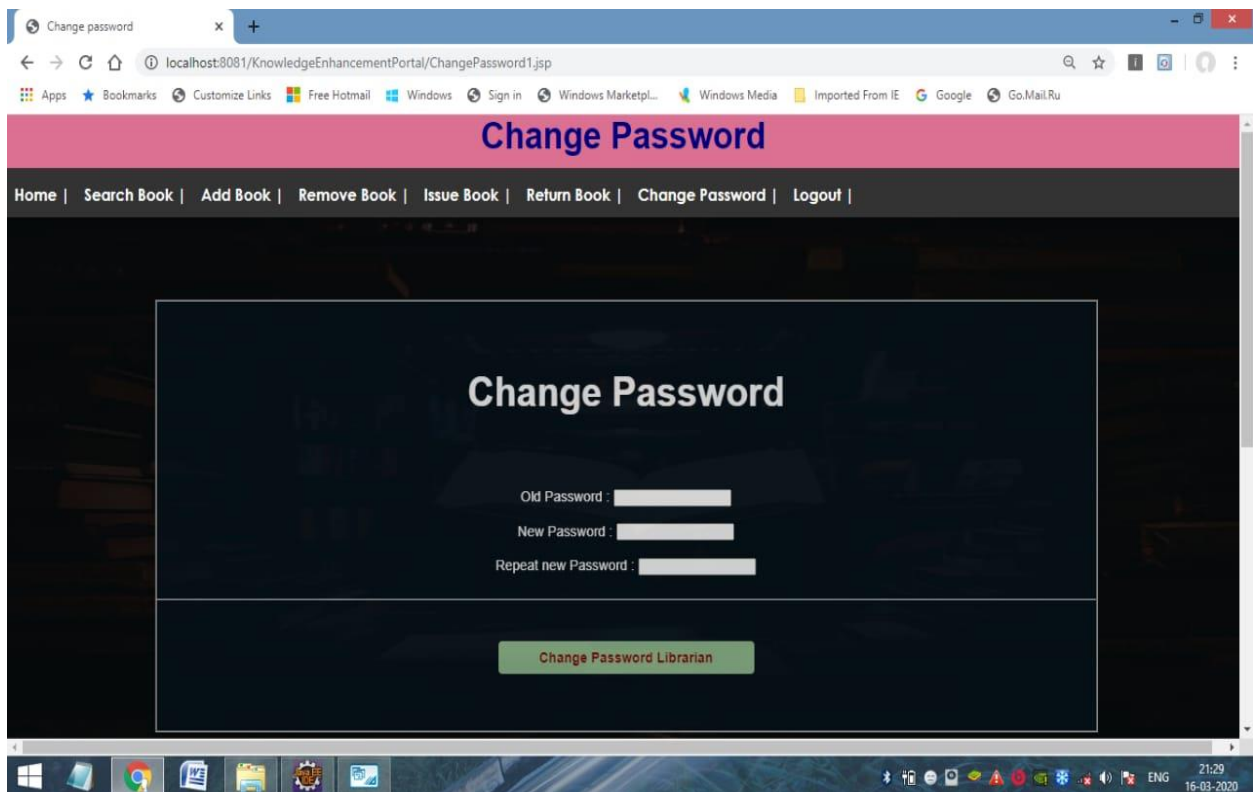 Change password
localhost:8081/KnowledgeEnhancementPortal/ChangePassword1.jsp
Apps Bookmarks Customize Links Free Hotmail Windows Sign in Windows Marketpl... Windows Media Imported From IE Google Go.Mail.Ru
Change Password
Home | Search Book | Add Book | Remove Book | Issue Book | Return Book | Change Password | Logout |
Change Password
Old Password :
New Password :
Repeat new Password :
Change Password Librarian
ENG 21:29
16-03-2020